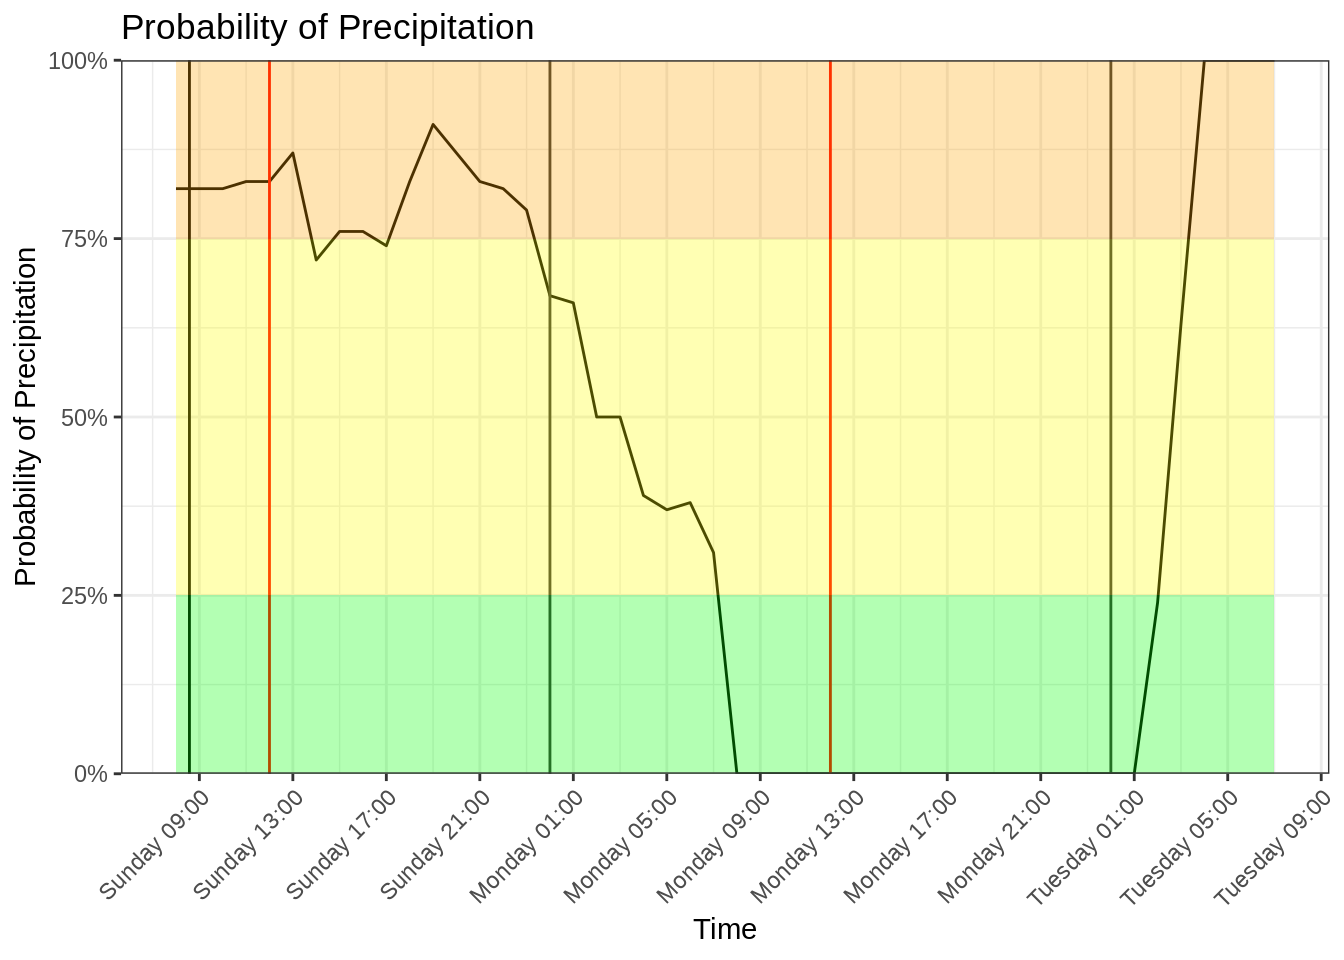 Probability of Precipitation
Probability of Precipitation
100%
75%
50%
25%
0%
Sunday 09:00
Sunday 13:00
Sunday 17:00
Sunday 21:00
Monday 01:00
Monday 05:00
Monday 09:00
Monday 13:00
Monday 17:00
Monday 21:00
Tuesday 01:00
Tuesday 05:00
Tuesday 09:00
Time